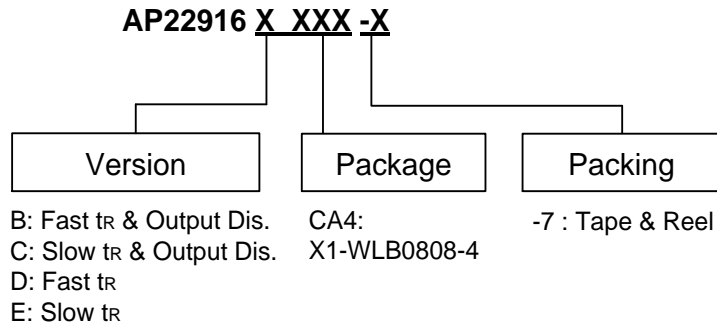 AP22916 X XXX -X
Version
Package
Packing
B: Fast tR & Output Dis.
C: Slow tR & Output Dis.
D: Fast tR
E: Slow tR
CA4:
X1-WLB0808-4
-7 : Tape & Reel